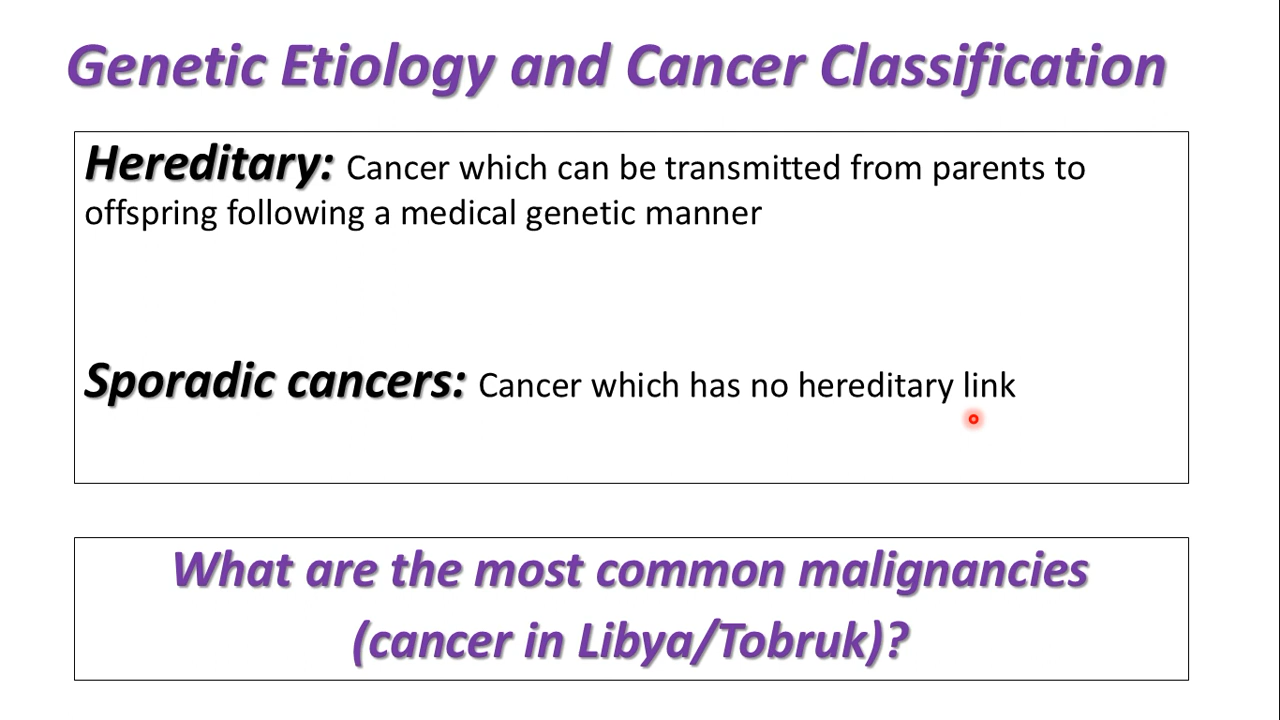 Genetic Etiology and Cancer Classification
Hereditary: Cancer which can be transmitted from parents to
offspring following a medical genetic manner
Sporadic cancers: Cancer which has no hereditary link
What are the most common malignancies
(cancer in Libya/Tobruk)?